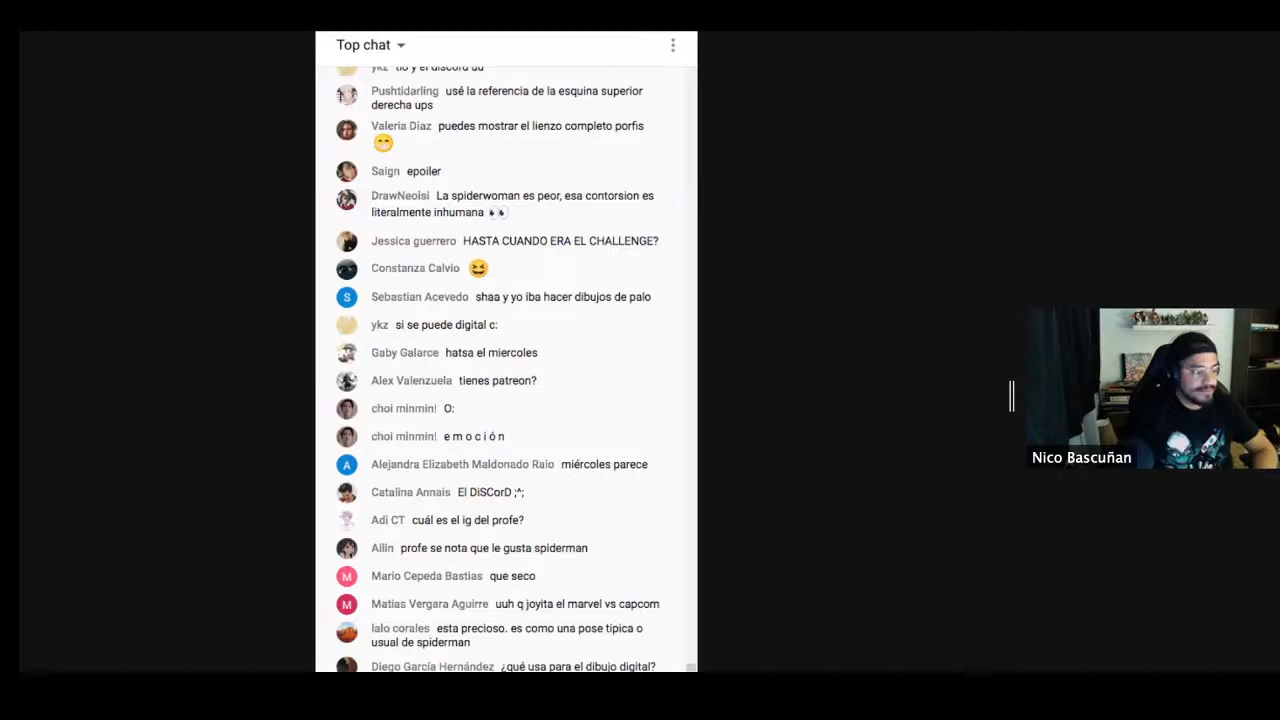 Top chat
ykz tio y el discord uu
Pushtidarling usé la referencia de la esquina superior
derecha ups
Valeria Diaz puedes mostrar el lienzo completo porfis
Saign epoiler
DrawNeoisi La spiderwoman es peor, esa contorsion es
literalmente inhumana
Jessica guerrero HASTA CUANDO ERA EL CHALLENGE?
Constanza Calvio
S Sebastian Acevedo shaa y yo iba hacer dibujos de palo
ykz si se puede digital c:
Gaby Galarce hatsa el miercoles
Alex Valenzuela tienes patreon?
choi minmin! O:
choi minmin! e m o c i ó n
A Alejandra Elizabeth Maldonado Raio miércoles parece
Catalina Annais El DiSCorD ;^;
Adi CT cuál es el ig del profe?
Ailin profe se nota que le gusta spiderman
M Mario Cepeda Bastias que seco
M Matias Vergara Aguirre uuh q joyita el marvel vs capcom
lalo corales esta precioso. es como una pose tipica o
usual de spiderman
Diego García Hernández ¿qué usa para el dibujo digital?
Nico Bascuñan